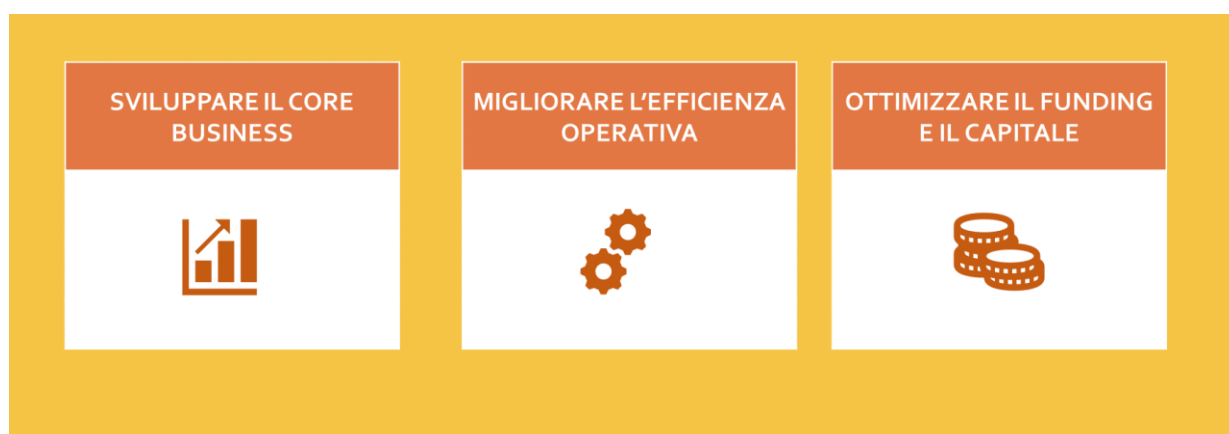 SVILUPPARE IL CORE
BUSINESS
MIGLIORARE L'EFFICIENZA
OPERATIVA
OTTIMIZZARE IL FUNDING
E IL CAPITALE